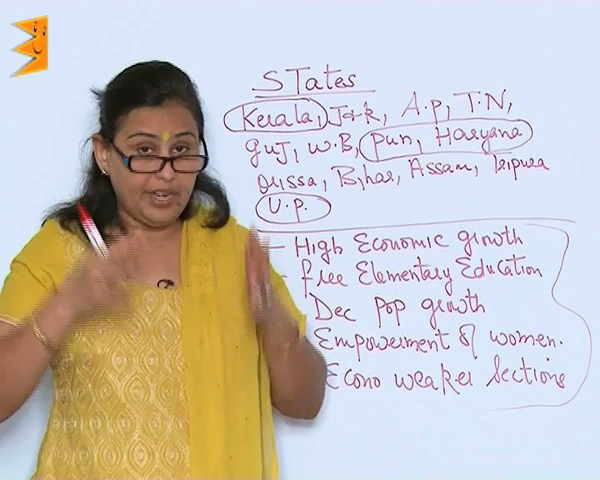 States
Kerala, J+K, A.P, T.N,
Guj, W.B, Pun, Haryana
Orissa, Bihar, Assam, Tripura
U.P.
- High Economic growth
- free Elementary Education
Dec pop growth
Empowerment of women.
Econo weaker Sections